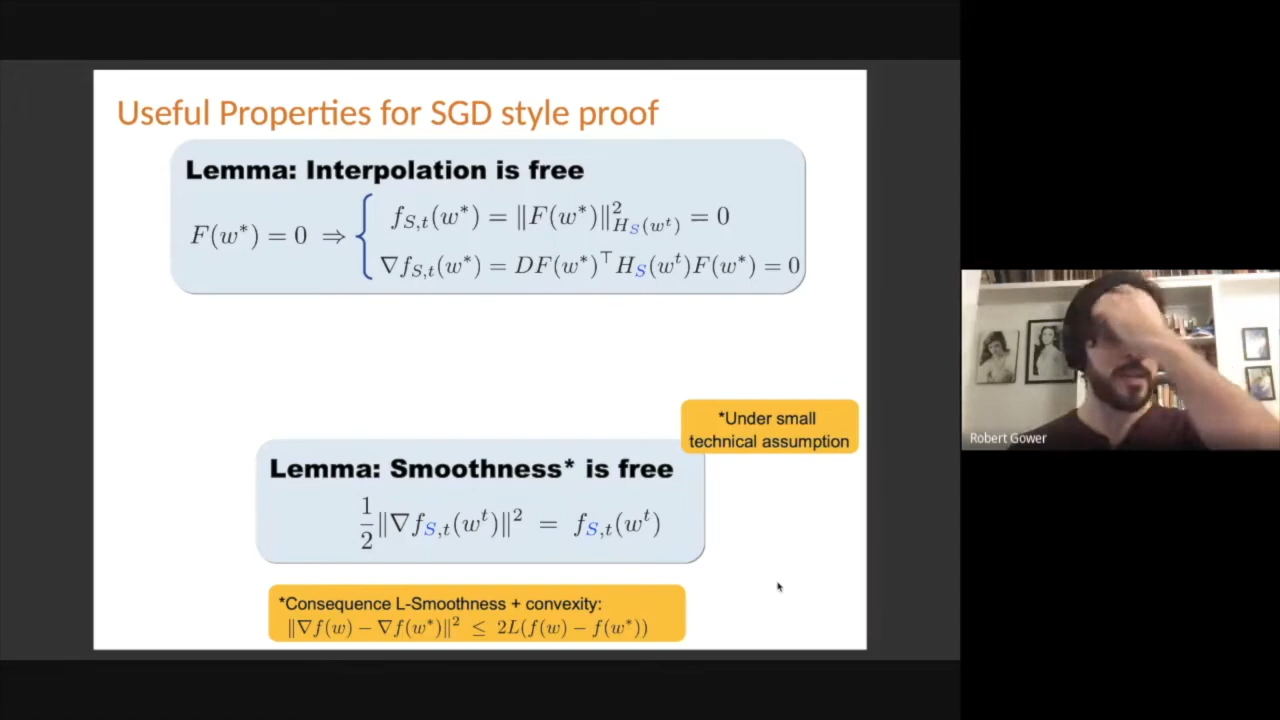 Useful Properties for SGD style proof
Lemma: Interpolation is free
F(w*) = 0 ⇒ { f_{S,t}(w*) = ‖F(w*)‖²_{H_S(w^t)} = 0
∇f_{S,t}(w*) = DF(w*)^⊤ H_S(w^t)F(w*) = 0
*Under small
technical assumption
Lemma: Smoothness* is free
1/2 ‖∇f_{S,t}(w^t)‖² = f_{S,t}(w^t)
*Consequence L-Smoothness + convexity:
‖∇f(w) − ∇f(w*)‖² ≤ 2L(f(w) − f(w*))
Robert Gower